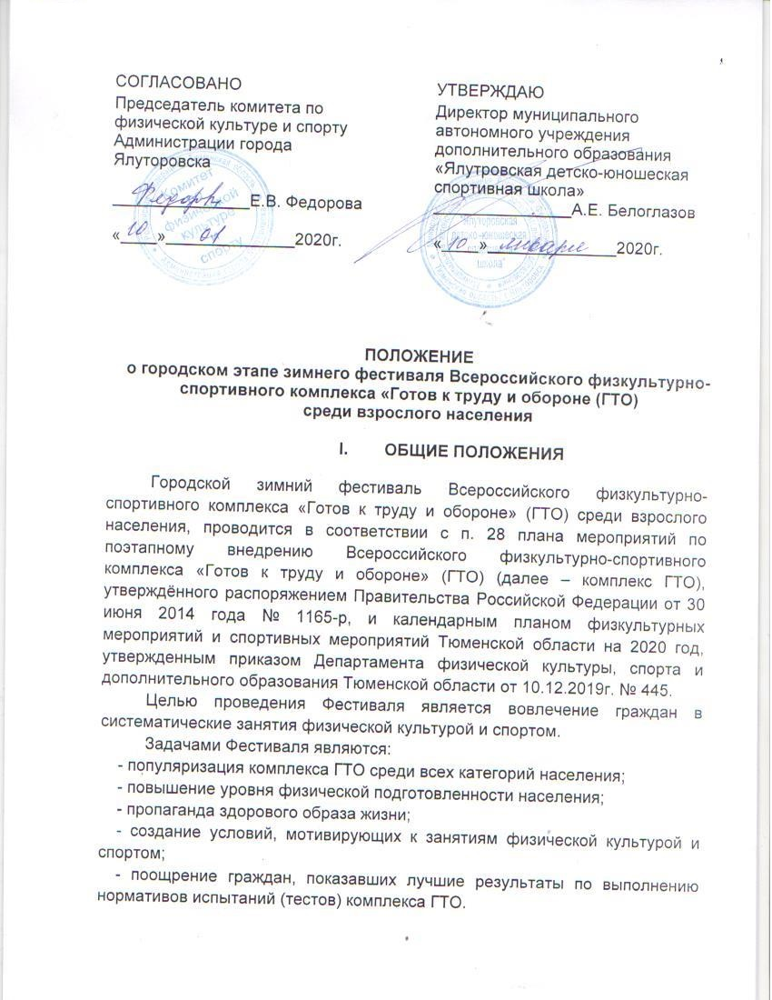 СОГЛАСОВАНО
Председатель комитета по
физической культуре и спорту
Администрации города
Ялуторовска
Е.В. Федорова
«10» 01 2020г.
УТВЕРЖДАЮ
Директор муниципального
автономного учреждения
дополнительного образования
«Ялутровская детско-юношеская
спортивная школа»
А.Е. Белоглазов
«10» января 2020г.
Комитет
физической
культуре
спорту
ПОЛОЖЕНИЕ
о городском этапе зимнего фестиваля Всероссийского физкультурно-
спортивного комплекса «Готов к труду и обороне (ГТО)
среди взрослого населения
I. ОБЩИЕ ПОЛОЖЕНИЯ
Городской зимний фестиваль Всероссийского физкультурно-
спортивного комплекса «Готов к труду и обороне» (ГТО) среди взрослого
населения, проводится в соответствии с п. 28 плана мероприятий по
поэтапному внедрению Всероссийского физкультурно-спортивного
комплекса «Готов к труду и обороне» (ГТО) (далее – комплекс ГТО),
утверждённого распоряжением Правительства Российской Федерации от 30
июня 2014 года № 1165-р, и календарным планом физкультурных
мероприятий и спортивных мероприятий Тюменской области на 2020 год,
утвержденным приказом Департамента физической культуры, спорта и
дополнительного образования Тюменской области от 10.12.2019г. № 445.
Целью проведения Фестиваля является вовлечение граждан в
систематические занятия физической культурой и спортом.
Задачами Фестиваля являются:
- популяризация комплекса ГТО среди всех категорий населения;
- повышение уровня физической подготовленности населения;
- пропаганда здорового образа жизни;
- создание условий, мотивирующих к занятиям физической культурой и
спортом;
- поощрение граждан, показавших лучшие результаты по выполнению
нормативов испытаний (тестов) комплекса ГТО.